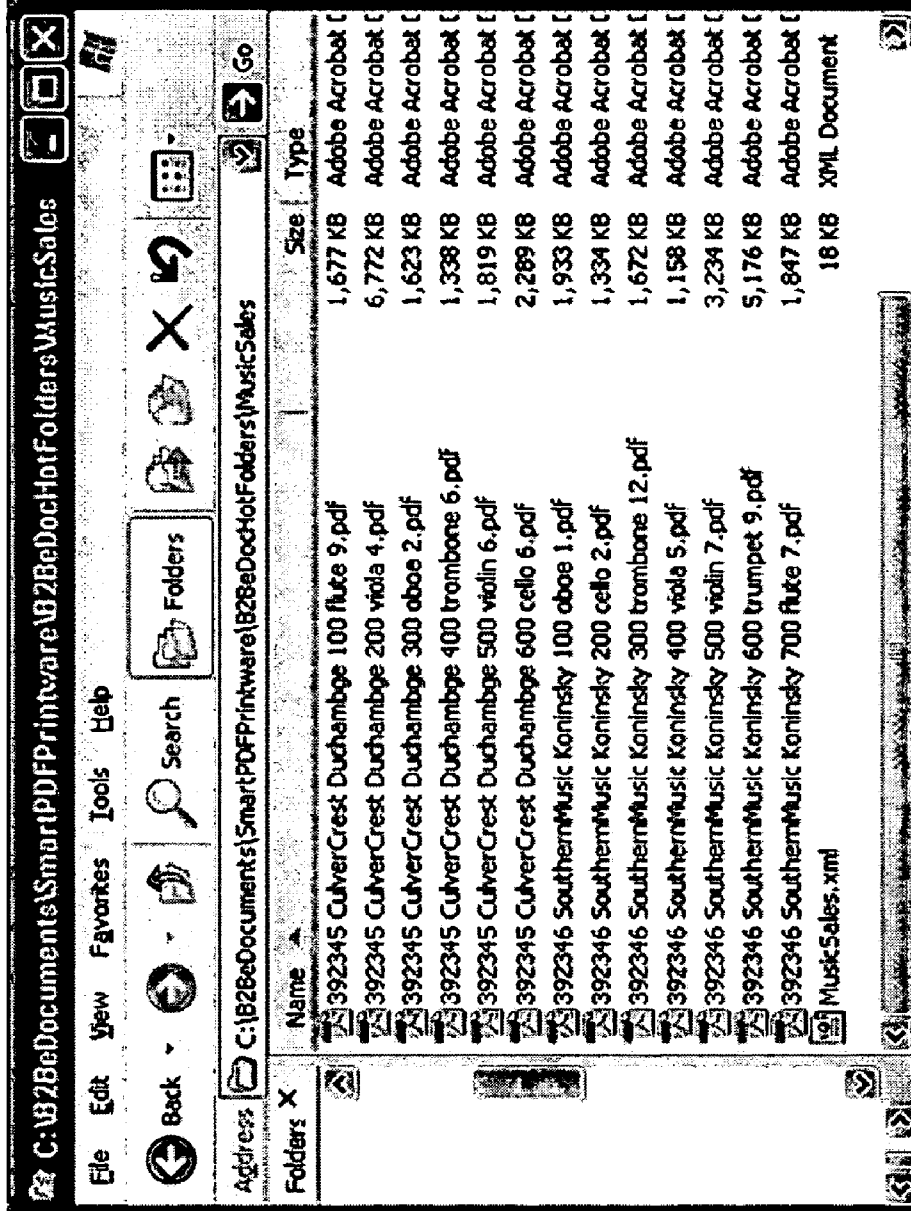 C:\B2BeDocuments\SmartPDFPrintware\B2BeDocHotFolders\MusicSales
File Edit View Favorites Tools Help
Back Search Folders
Address C:\B2BeDocuments\SmartPDFPrintware\B2BeDocHotFolders\MusicSales Go
Folders X Name Size Type
392345 CulverCrest Duchambge 100 flute 9.pdf 1,677 KB Adobe Acrobat D
392345 CulverCrest Duchambge 200 viola 4.pdf 6,772 KB Adobe Acrobat D
392345 CulverCrest Duchambge 300 oboe 2.pdf 1,623 KB Adobe Acrobat D
392345 CulverCrest Duchambge 400 trombone 6.pdf 1,338 KB Adobe Acrobat D
392345 CulverCrest Duchambge 500 violin 6.pdf 1,819 KB Adobe Acrobat D
392345 CulverCrest Duchambge 600 cello 6.pdf 2,289 KB Adobe Acrobat D
392346 SouthernMusic Koninsky 100 oboe 1.pdf 1,933 KB Adobe Acrobat D
392346 SouthernMusic Koninsky 200 cello 2.pdf 1,334 KB Adobe Acrobat D
392346 SouthernMusic Koninsky 300 trombone 12.pdf 1,672 KB Adobe Acrobat D
392346 SouthernMusic Koninsky 400 viola 5.pdf 1,158 KB Adobe Acrobat D
392346 SouthernMusic Koninsky 500 violin 7.pdf 3,234 KB Adobe Acrobat D
392346 SouthernMusic Koninsky 600 trumpet 9.pdf 5,176 KB Adobe Acrobat D
392346 SouthernMusic Koninsky 700 flute 7.pdf 1,847 KB Adobe Acrobat D
MusicSales.xml 18 KB XML Document